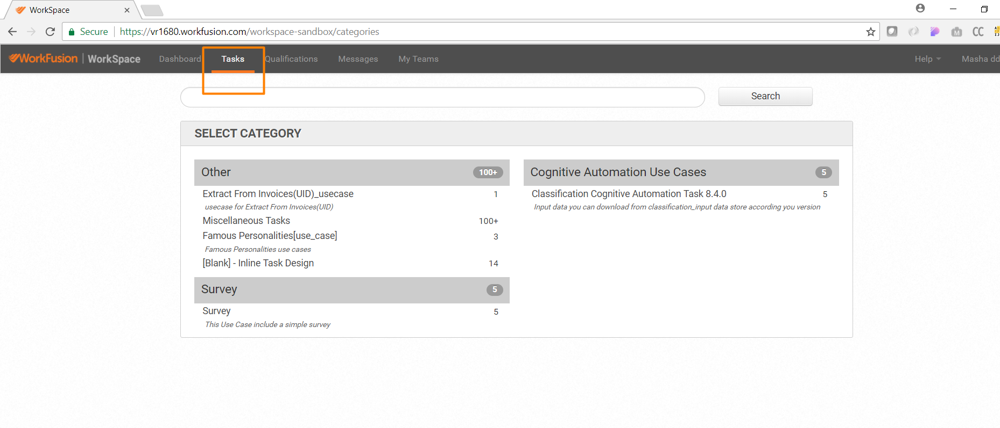 WorkSpace
Secure https://vr1680.workfusion.com/workspace-sandbox/categories
CC
M
WorkFusion | WorkSpace Dashboard Tasks Qualifications Messages My Teams Help Masha dd
Search
SELECT CATEGORY
Other 100+
Extract From Invoices(UID)_usecase 1
usecase for Extract From Invoices(UID)
Miscellaneous Tasks 100+
Famous Personalities[use_case] 3
Famous Personalities use cases
[Blank] - Inline Task Design 14
Survey 5
Survey 5
This Use Case include a simple survey
Cognitive Automation Use Cases 5
Classification Cognitive Automation Task 8.4.0 5
Input data you can download from classification_input data store according you version